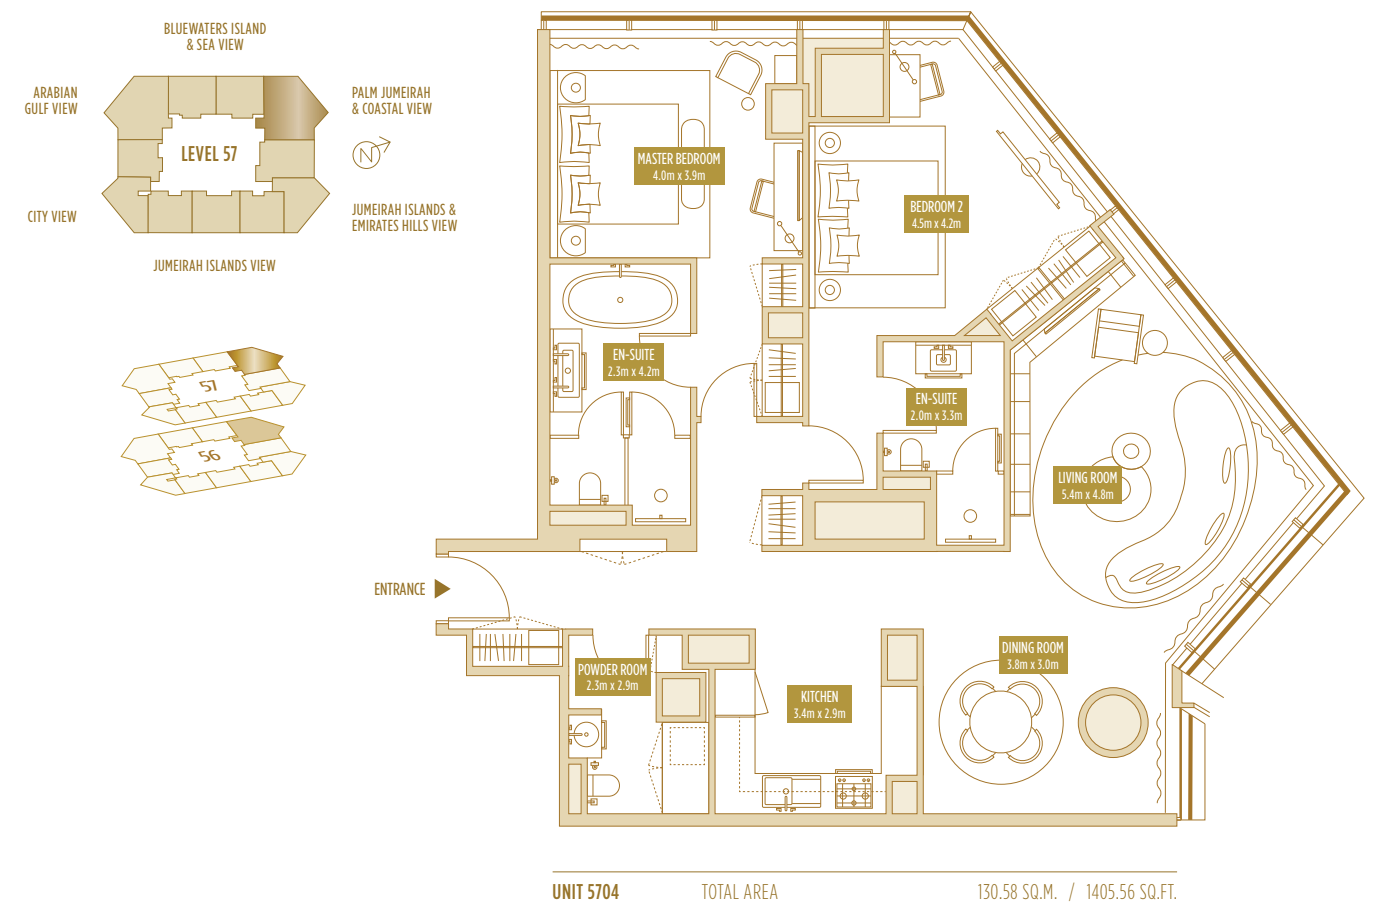 BLUEWATERS ISLAND
& SEA VIEW
ARABIAN
GULF VIEW
PALM JUMEIRAH
& COASTAL VIEW
LEVEL 57
N
CITY VIEW
JUMEIRAH ISLANDS &
EMIRATES HILLS VIEW
JUMEIRAH ISLANDS VIEW
57
56
MASTER BEDROOM
4.0m x 3.9m
BEDROOM 2
4.5m x 4.2m
EN-SUITE
2.3m x 4.2m
EN-SUITE
2.0m x 3.3m
LIVING ROOM
5.4m x 4.8m
ENTRANCE
POWDER ROOM
2.3m x 2.9m
KITCHEN
3.4m x 2.9m
DINING ROOM
3.8m x 3.0m
UNIT 5704 TOTAL AREA 130.58 SQ.M. / 1405.56 SQ.FT.